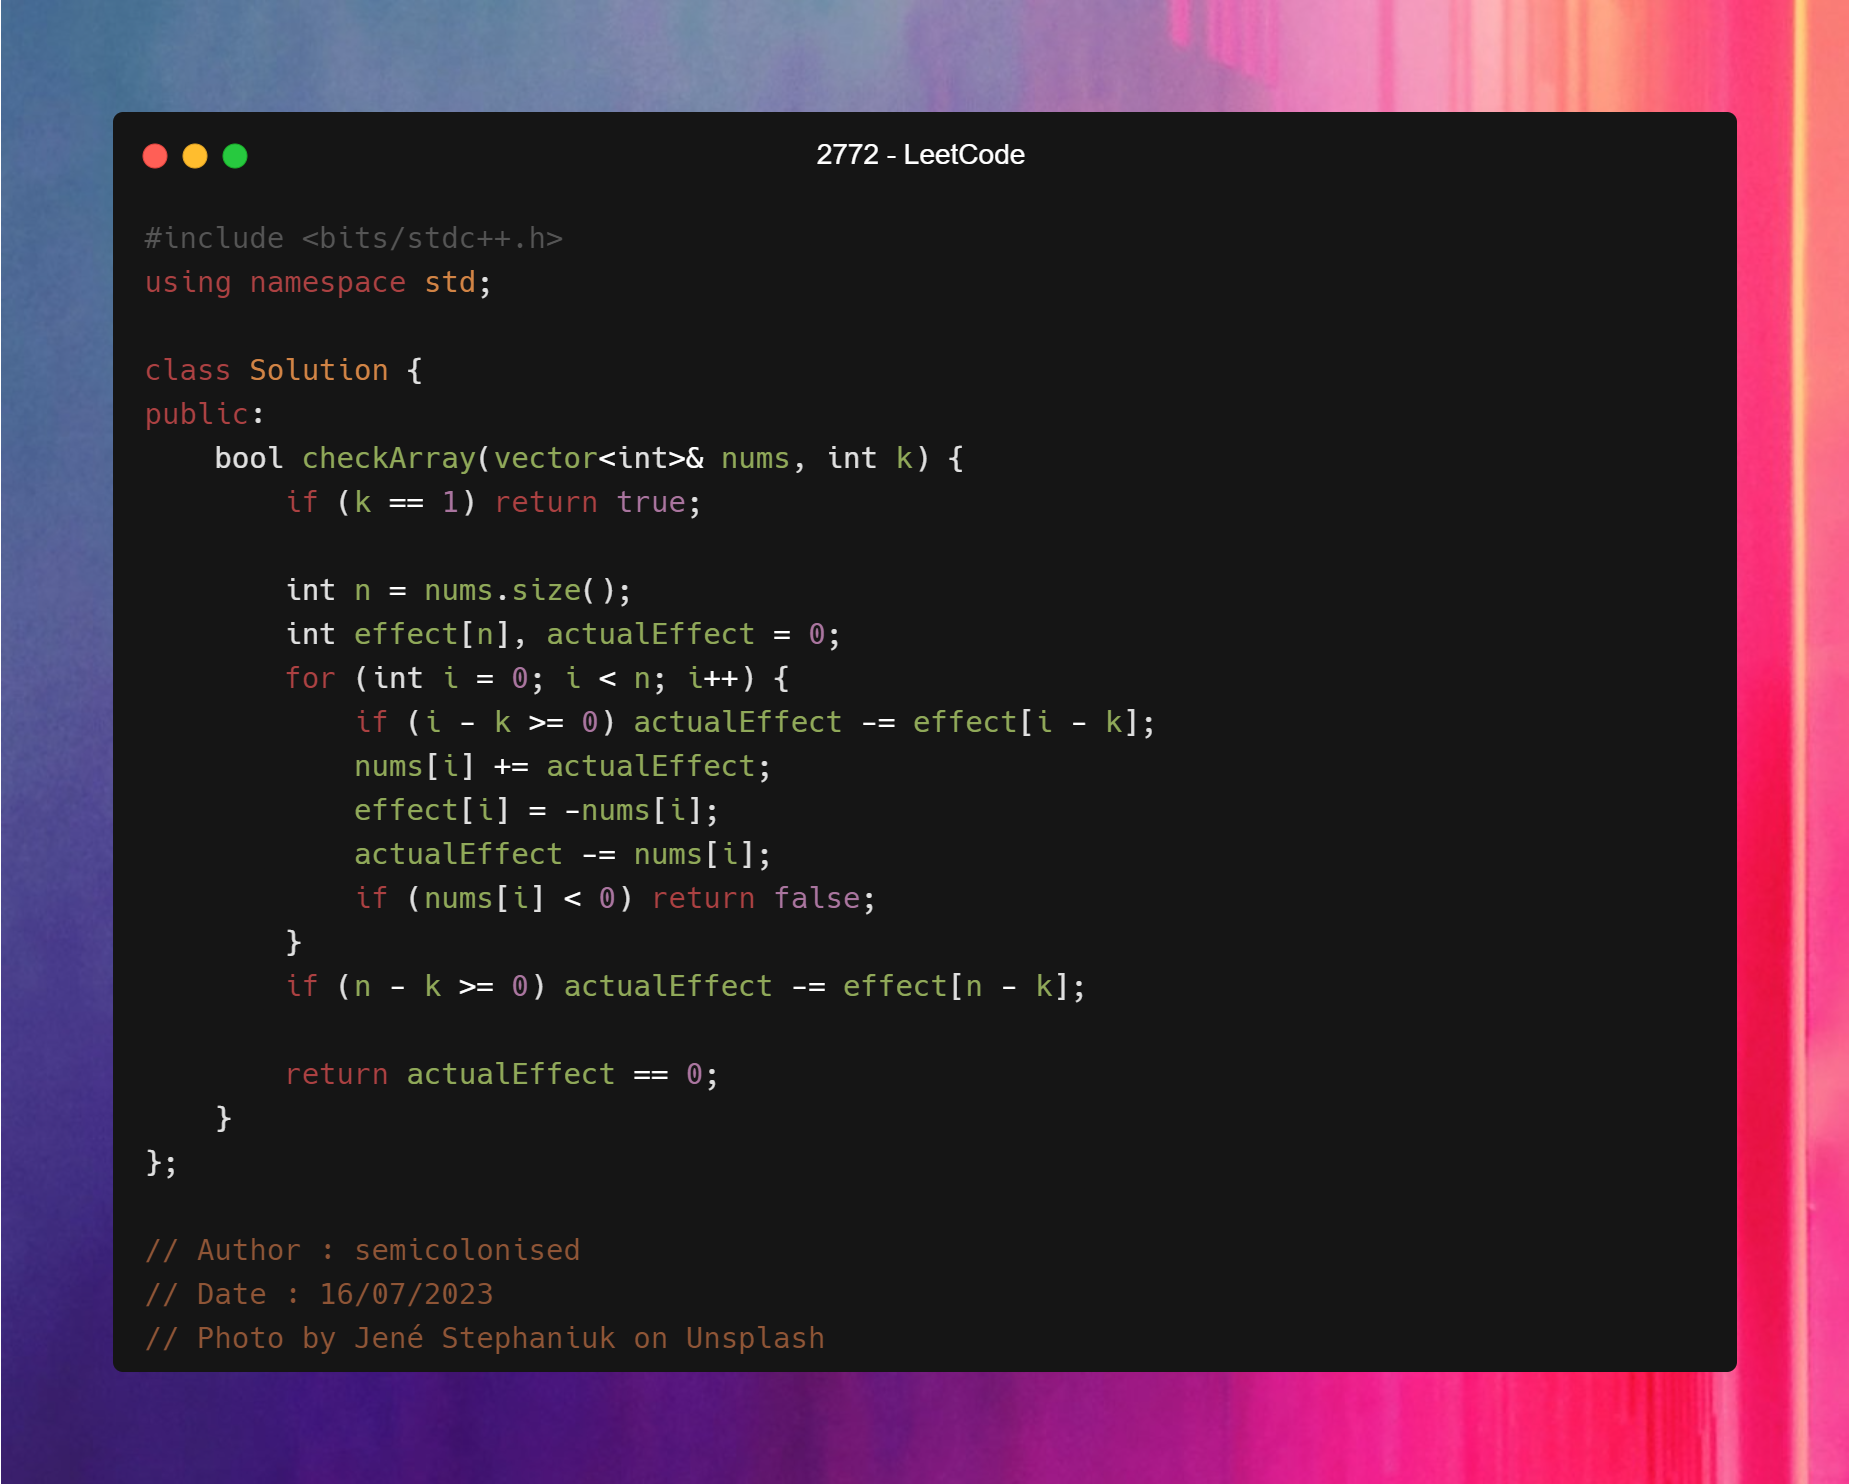 2772 - LeetCode
#include <bits/stdc++.h>
using namespace std;
class Solution {
public:
    bool checkArray(vector<int>& nums, int k) {
        if (k == 1) return true;
        int n = nums.size();
        int effect[n], actualEffect = 0;
        for (int i = 0; i < n; i++) {
            if (i - k >= 0) actualEffect -= effect[i - k];
            nums[i] += actualEffect;
            effect[i] = -nums[i];
            actualEffect -= nums[i];
            if (nums[i] < 0) return false;
        }
        if (n - k >= 0) actualEffect -= effect[n - k];
        return actualEffect == 0;
    }
};
// Author : semicolonised
// Date : 16/07/2023
// Photo by Jené Stephaniuk on Unsplash